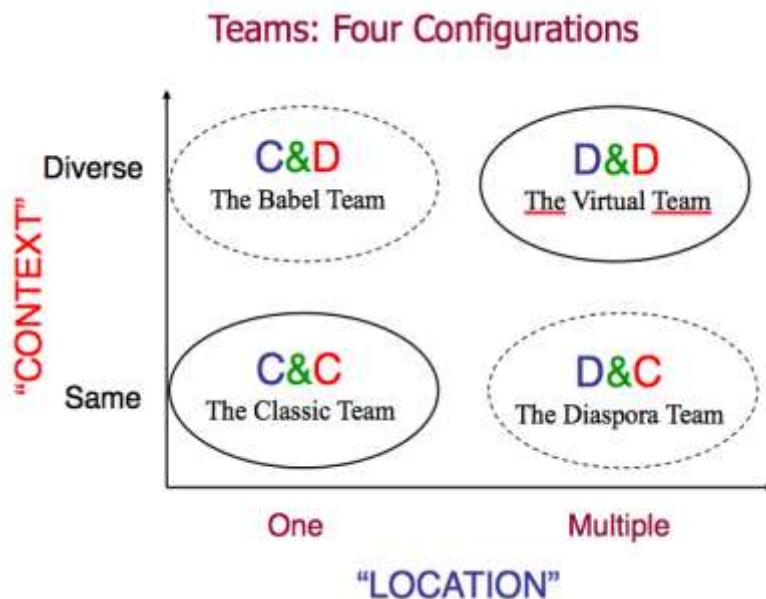 Teams: Four Configurations
Diverse
C&D
The Babel Team
D&D
The Virtual Team
"CONTEXT"
Same
C&C
The Classic Team
D&C
The Diaspora Team
One
Multiple
“LOCATION”